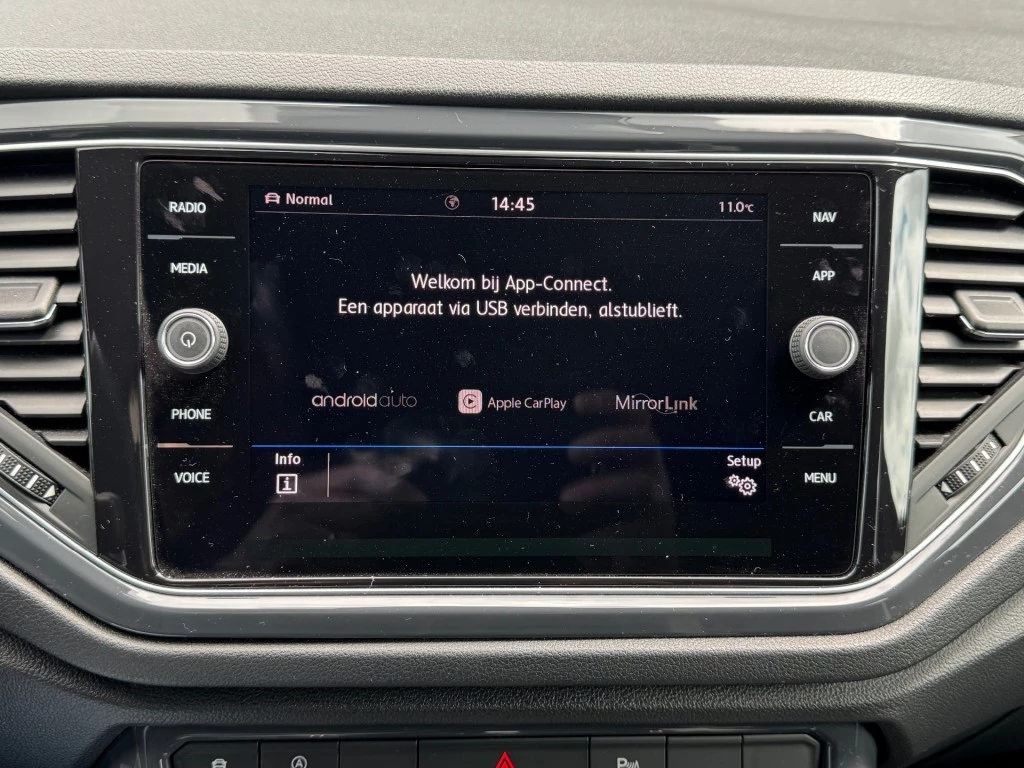 RADIO
MEDIA
PHONE
VOICE
Normal
14:45
11.0°C
Welkom bij App-Connect.
Een apparaat via USB verbinden, alstublieft.
androidauto
Apple CarPlay
MirrorLink
Info
i
Setup
NAV
APP
CAR
MENU
A
P